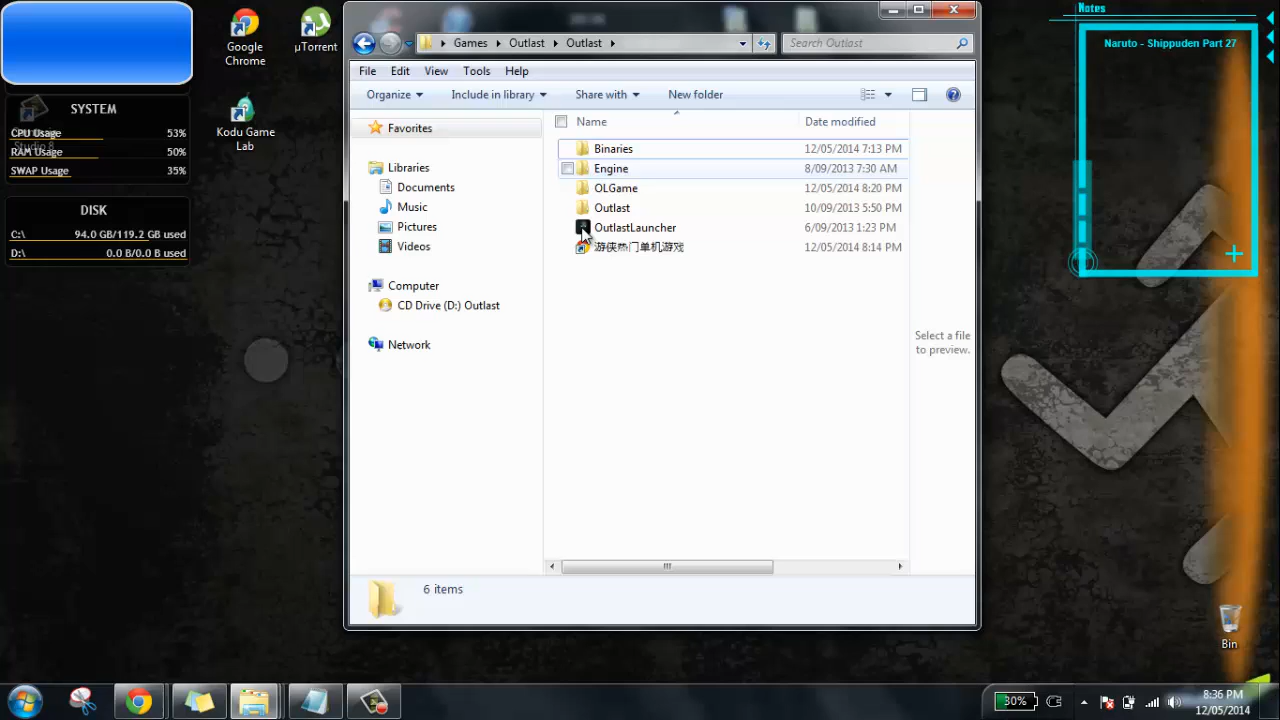 Google Chrome
µTorrent
Kodu Game Lab
SYSTEM
CPU Usage 53%
RAM Usage 50%
SWAP Usage 35%
DISK
C:\ 94.0 GB/119.2 GB used
D:\ 0.0 B/0.0 B used
Games Outlast Outlast
Search Outlast
File Edit View Tools Help
Organize Include in library Share with New folder
Favorites
Libraries
Documents
Music
Pictures
Videos
Computer
CD Drive (D:) Outlast
Network
Name Date modified
Binaries 12/05/2014 7:13 PM
Engine 8/09/2013 7:30 AM
OLGame 12/05/2014 8:20 PM
Outlast 10/09/2013 5:50 PM
OutlastLauncher 6/09/2013 1:23 PM
游侠热门单机游戏 12/05/2014 8:14 PM
Select a file
to preview.
6 items
Notes
Naruto - Shippuden Part 27
Bin
30%
8:36 PM
12/05/2014